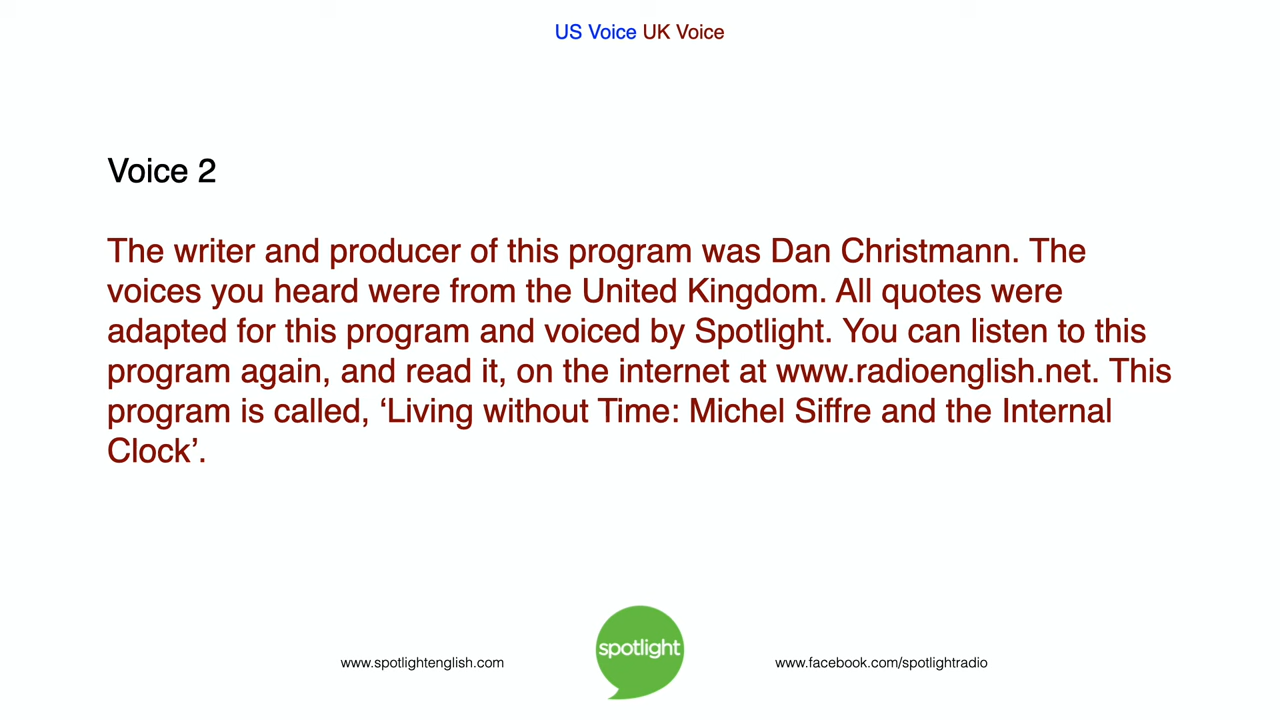 US Voice UK Voice
Voice 2
The writer and producer of this program was Dan Christmann. The
voices you heard were from the United Kingdom. All quotes were
adapted for this program and voiced by Spotlight. You can listen to this
program again, and read it, on the internet at www.radioenglish.net. This
program is called, ‘Living without Time: Michel Siffre and the Internal
Clock’.
www.spotlightenglish.com
spotlight
www.facebook.com/spotlightradio